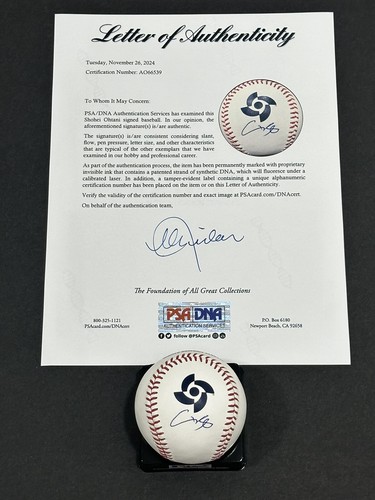 Letter of Authenticity
Tuesday, November 26, 2024
Certification Number: AO66539
To Whom It May Concern:
PSA/DNA Authentication Services has examined this
Shohei Ohtani signed baseball. In our opinion, the
aforementioned signature(s) is/are authentic.
The signature(s) is/are consistent considering slant,
flow, pen pressure, letter size, and other characteristics
that are typical of the other exemplars that we have
examined in our hobby and professional career.
As part of the authentication process, the item has been permanently marked with proprietary
invisible ink that contains a patented strand of synthetic DNA, which will fluoresce under a
calibrated laser. In addition, a tamper-evident label containing a unique alphanumeric
certification number has been placed on the item or on this Letter of Authenticity.
Verify the validity of the certification number and exact image at PSAcard.com/DNAcert.
On behalf of the authentication team,
The Foundation of All Great Collections
800-325-1121
PSAcard.com/DNAcert
PSA DNA
AUTHENTICATION SERVICES
follow @PSAcard
P.O. Box 6180
Newport Beach, CA 92658